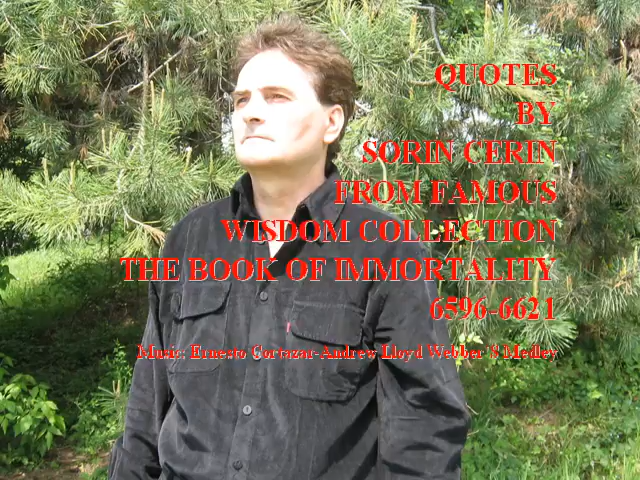 QUOTES
BY
SORIN CERIN
FROM FAMOUS
WISDOM COLLECTION
THE BOOK OF IMMORTALITY
6596-6621
Music: Ernesto Cortazar-Andrew Lloyd Webber'S Medley